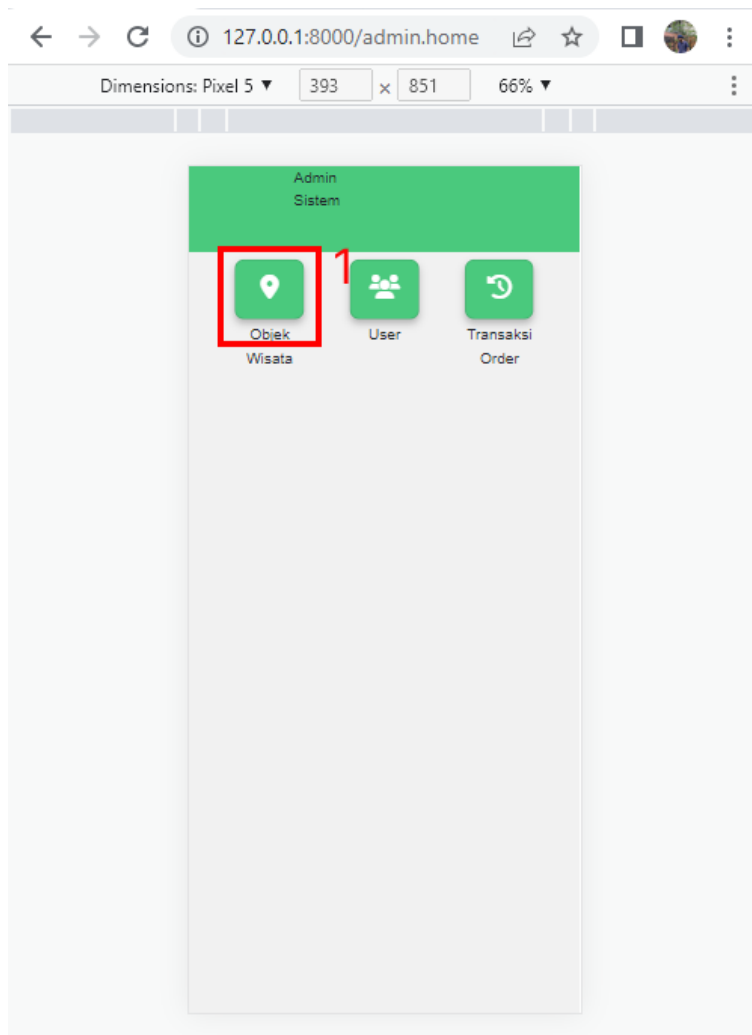 127.0.0.1:8000/admin.home
Dimensions: Pixel 5 ▼ 393 × 851 66% ▼
Admin
Sistem
1
Objek User Transaksi
Wisata Order